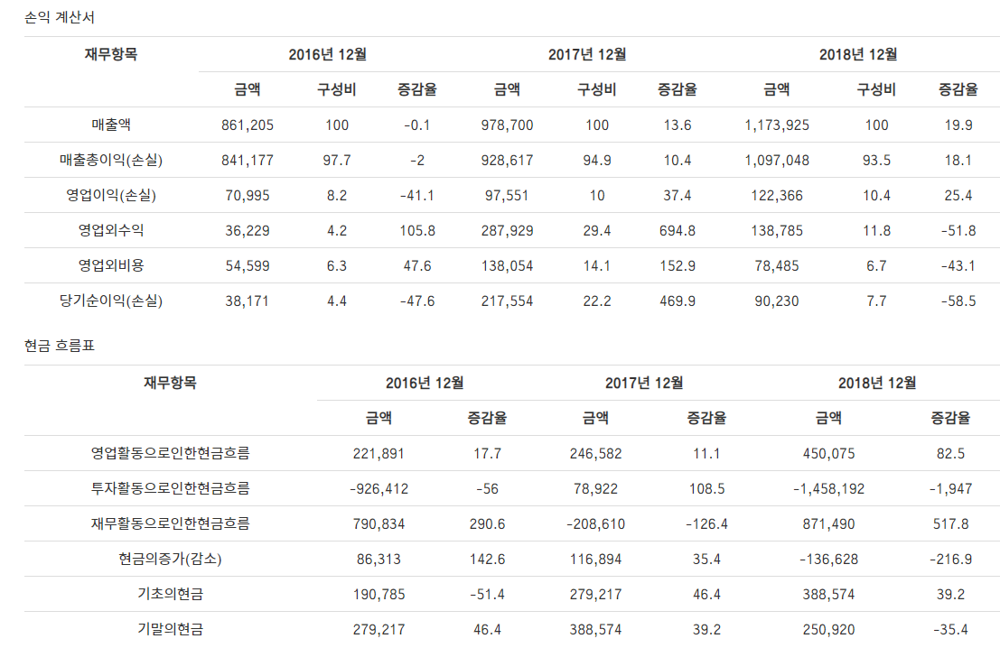 손익 계산서
재무항목 2016년 12월 2017년 12월 2018년 12월
금액 구성비 증감율 금액 구성비 증감율 금액 구성비 증감율
매출액 861,205 100 -0.1 978,700 100 13.6 1,173,925 100 19.9
매출총이익(손실) 841,177 97.7 -2 928,617 94.9 10.4 1,097,048 93.5 18.1
영업이익(손실) 70,995 8.2 -41.1 97,551 10 37.4 122,366 10.4 25.4
영업외수익 36,229 4.2 105.8 287,929 29.4 694.8 138,785 11.8 -51.8
영업외비용 54,599 6.3 47.6 138,054 14.1 152.9 78,485 6.7 -43.1
당기순이익(손실) 38,171 4.4 -47.6 217,554 22.2 469.9 90,230 7.7 -58.5
현금 흐름표
재무항목 2016년 12월 2017년 12월 2018년 12월
금액 증감율 금액 증감율 금액 증감율
영업활동으로인한현금흐름 221,891 17.7 246,582 11.1 450,075 82.5
투자활동으로인한현금흐름 -926,412 -56 78,922 108.5 -1,458,192 -1,947
재무활동으로인한현금흐름 790,834 290.6 -208,610 -126.4 871,490 517.8
현금의증가(감소) 86,313 142.6 116,894 35.4 -136,628 -216.9
기초의현금 190,785 -51.4 279,217 46.4 388,574 39.2
기말의현금 279,217 46.4 388,574 39.2 250,920 -35.4